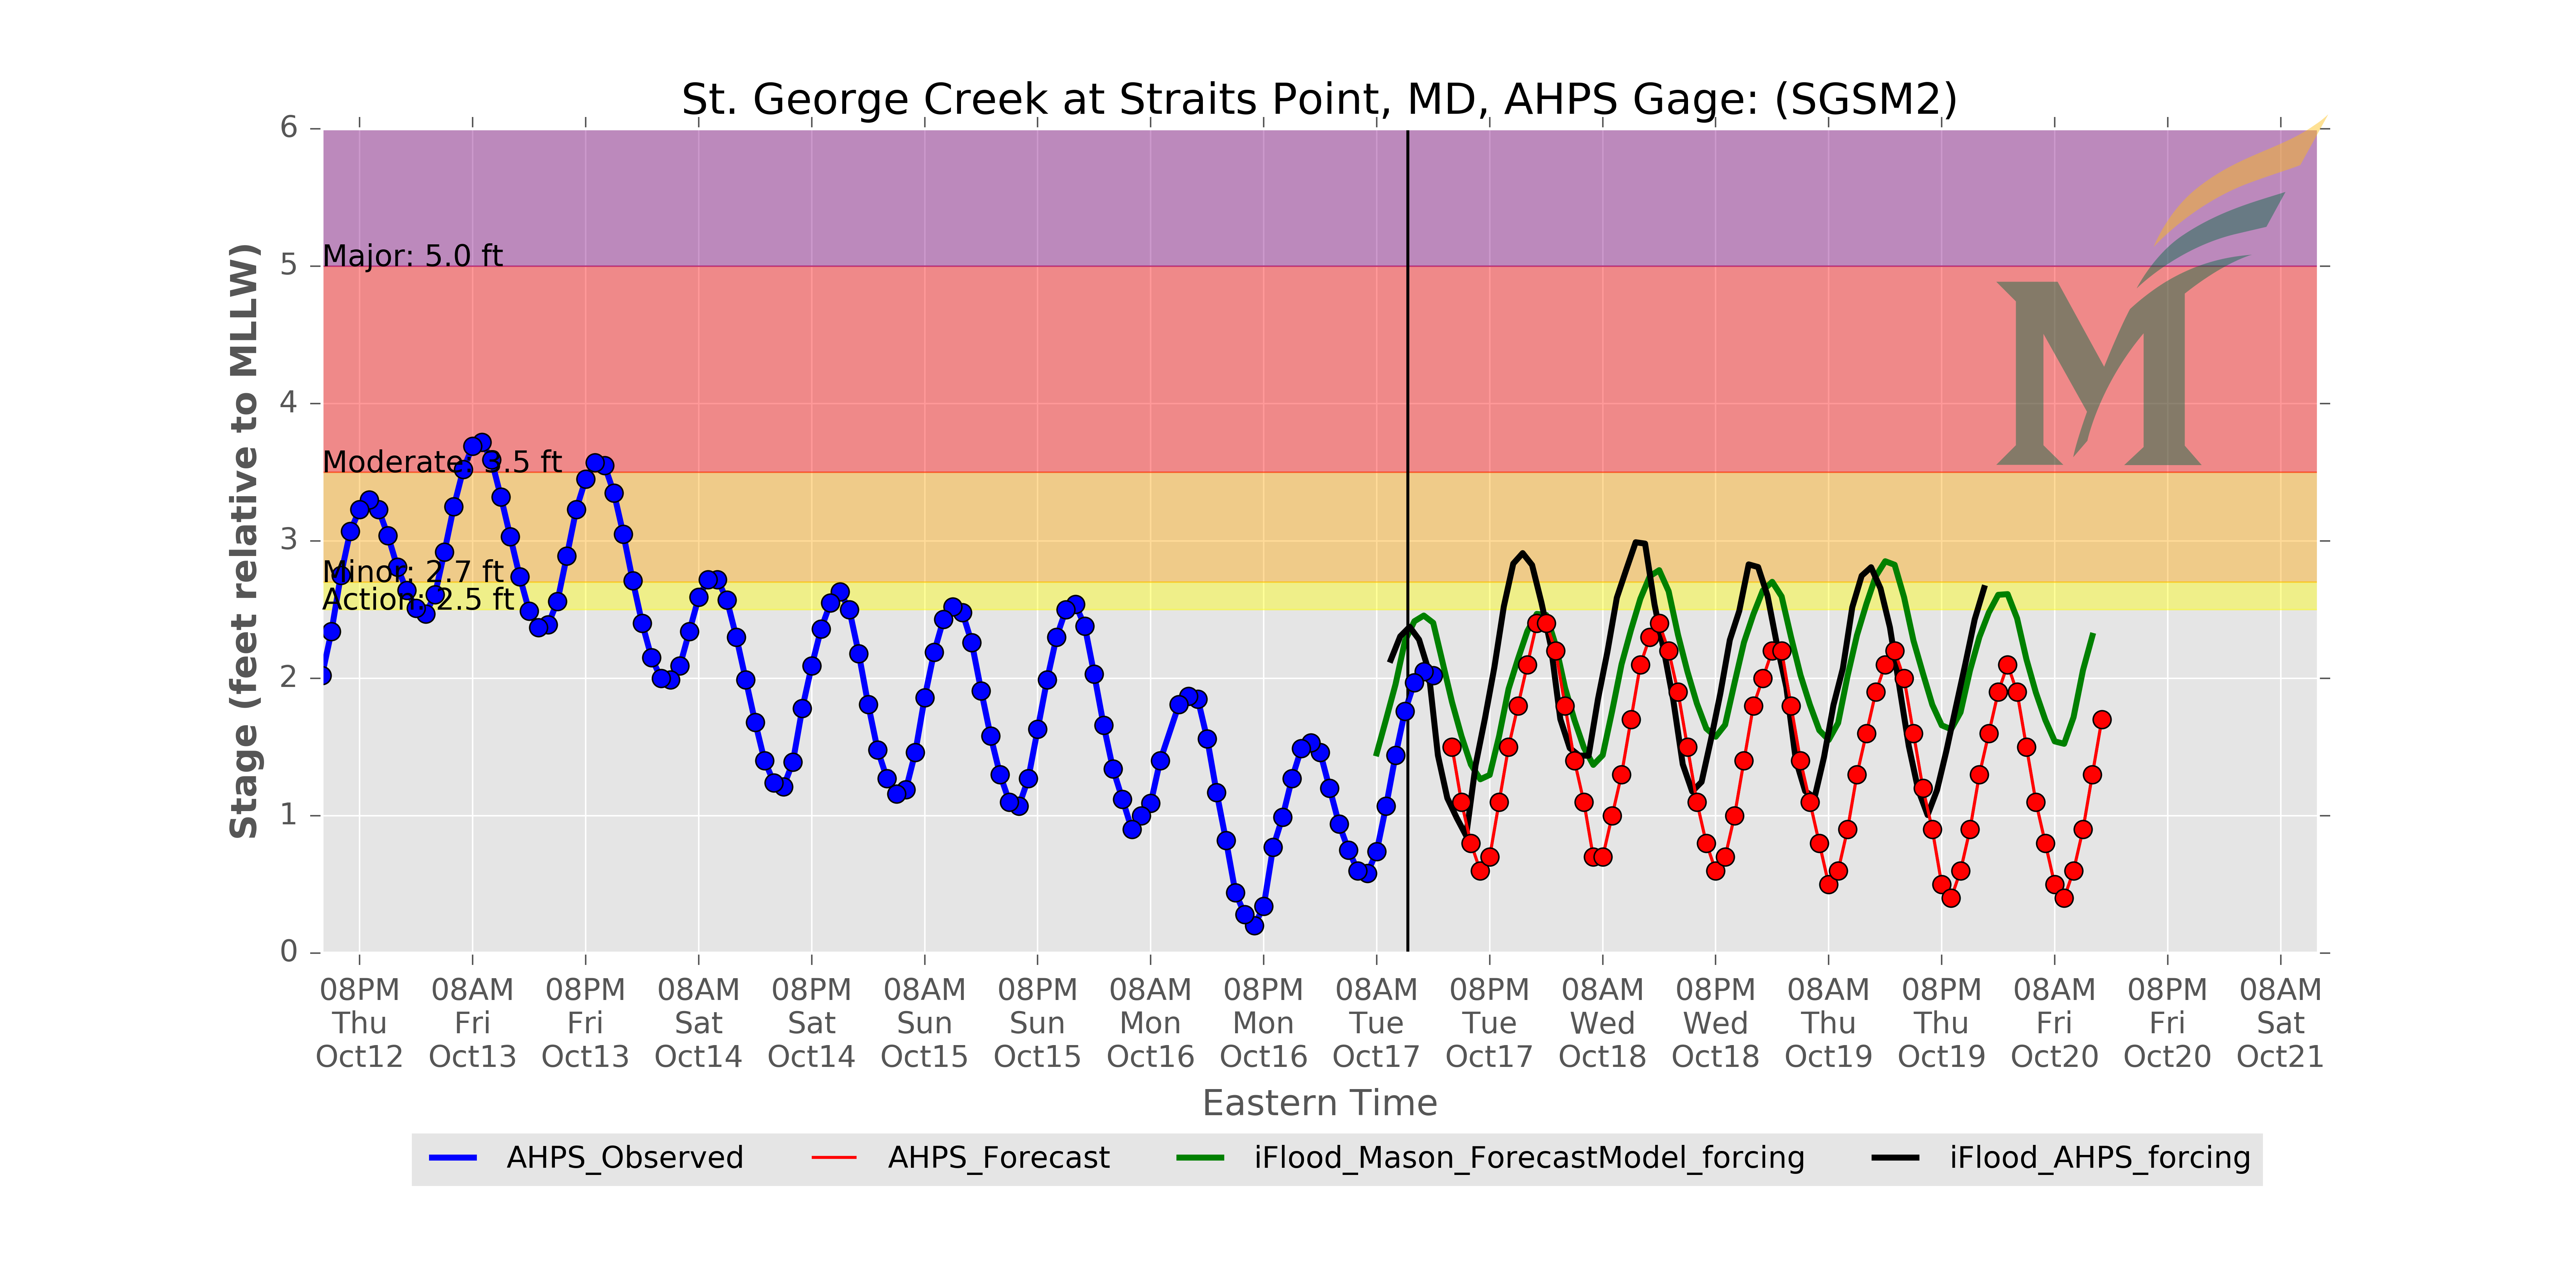 St. George Creek at Straits Point, MD, AHPS Gage: (SGSM2)
Stage (feet relative to MLLW)
6
5
4
3
2
1
0
Major: 5.0 ft
Moderate: 3.5 ft
Minor: 2.7 ft
Action: 2.5 ft
M
08PM 08AM 08PM 08AM 08PM 08AM 08PM 08AM 08PM 08AM 08PM 08AM 08PM 08AM 08PM 08AM 08PM 08AM
Thu Fri Fri Sat Sat Sun Sun Mon Mon Tue Tue Wed Wed Thu Thu Fri Fri Sat
Oct12 Oct13 Oct13 Oct14 Oct14 Oct15 Oct15 Oct16 Oct16 Oct17 Oct17 Oct18 Oct18 Oct19 Oct19 Oct20 Oct20 Oct21
Eastern Time
AHPS_Observed AHPS_Forecast iFlood_Mason_ForecastModel_forcing iFlood_AHPS_forcing